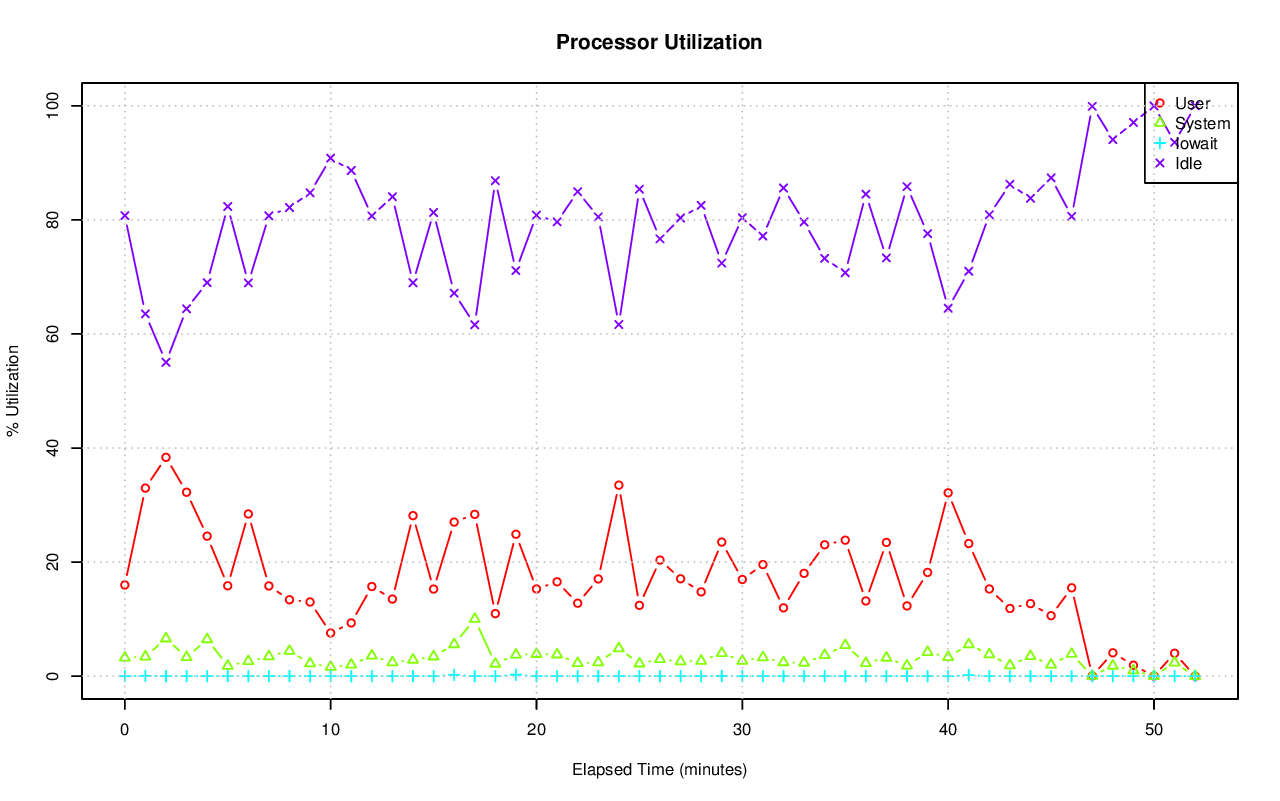 Processor Utilization
% Utilization
100
80
60
40
20
0
User
System
Iowait
Idle
0 10 20 30 40 50
Elapsed Time (minutes)